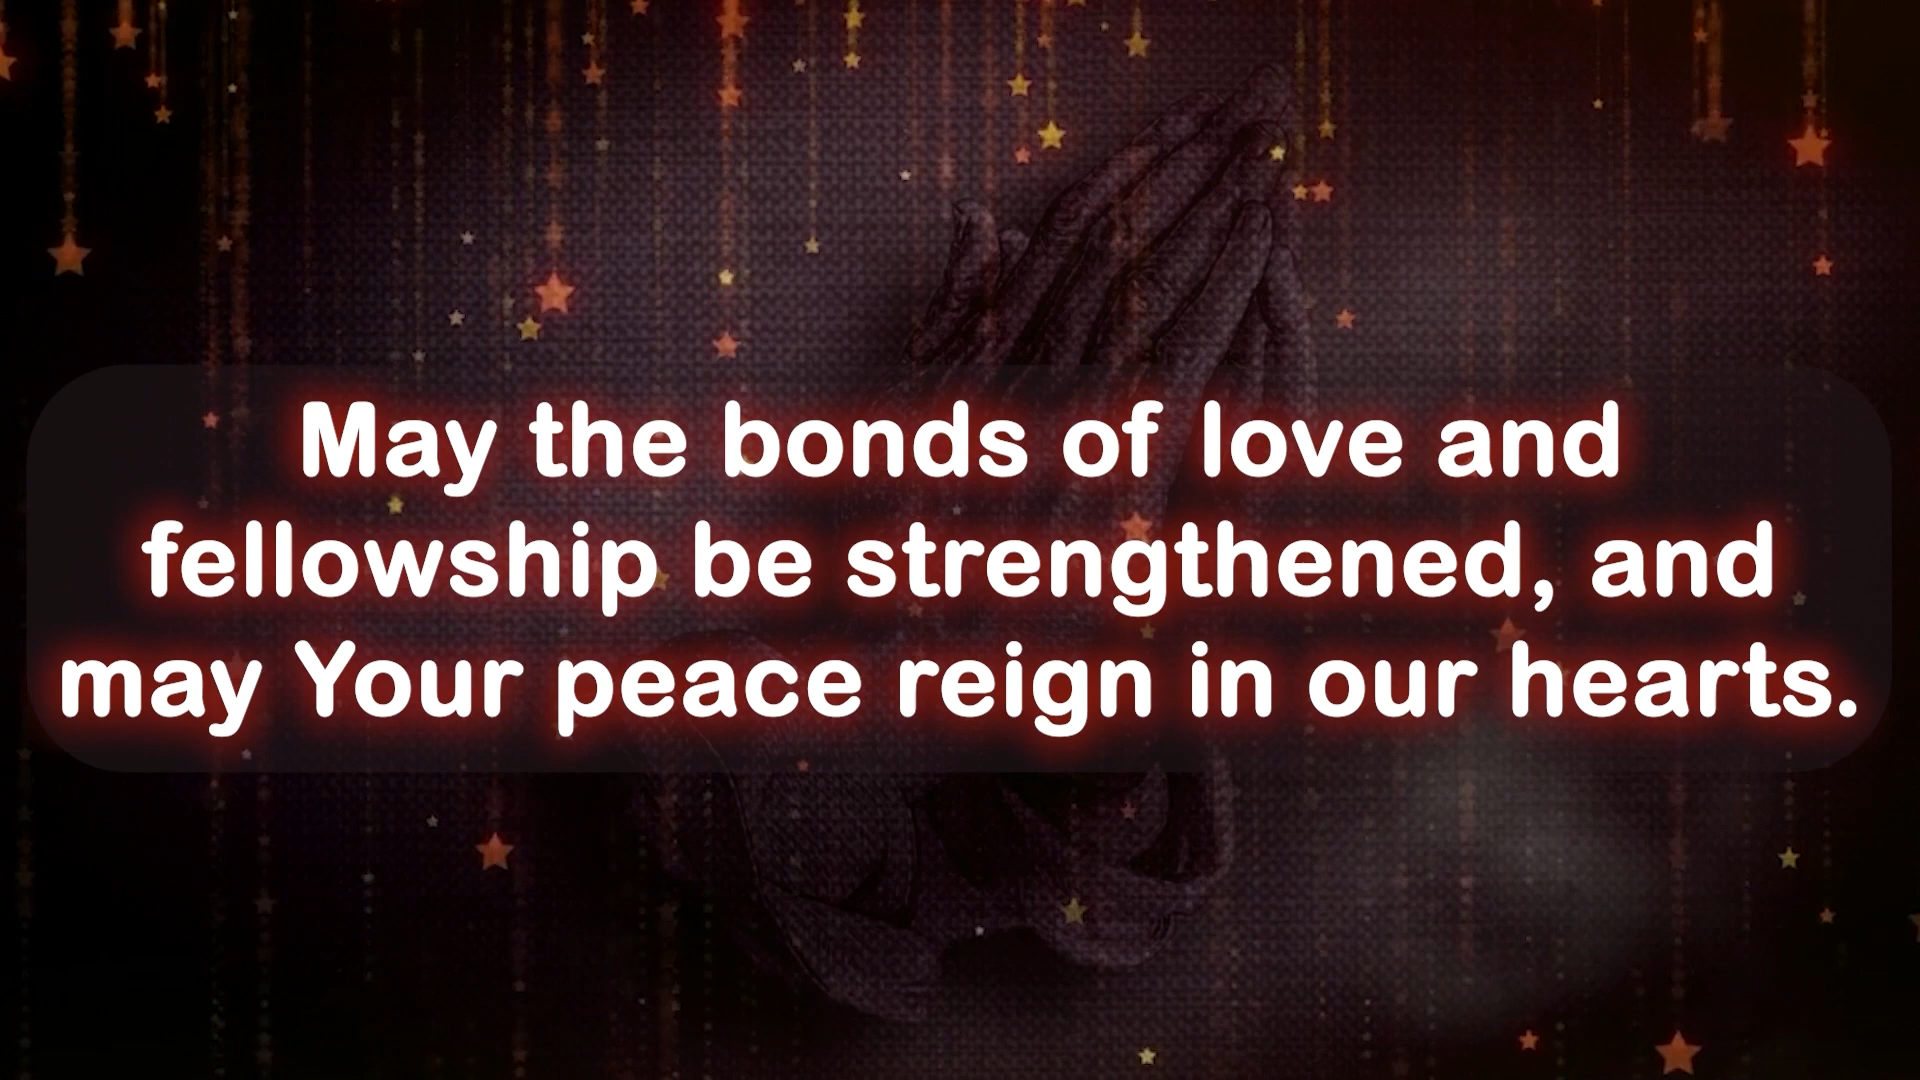 May the bonds of love and
fellowship be strengthened, and
may Your peace reign in our hearts.